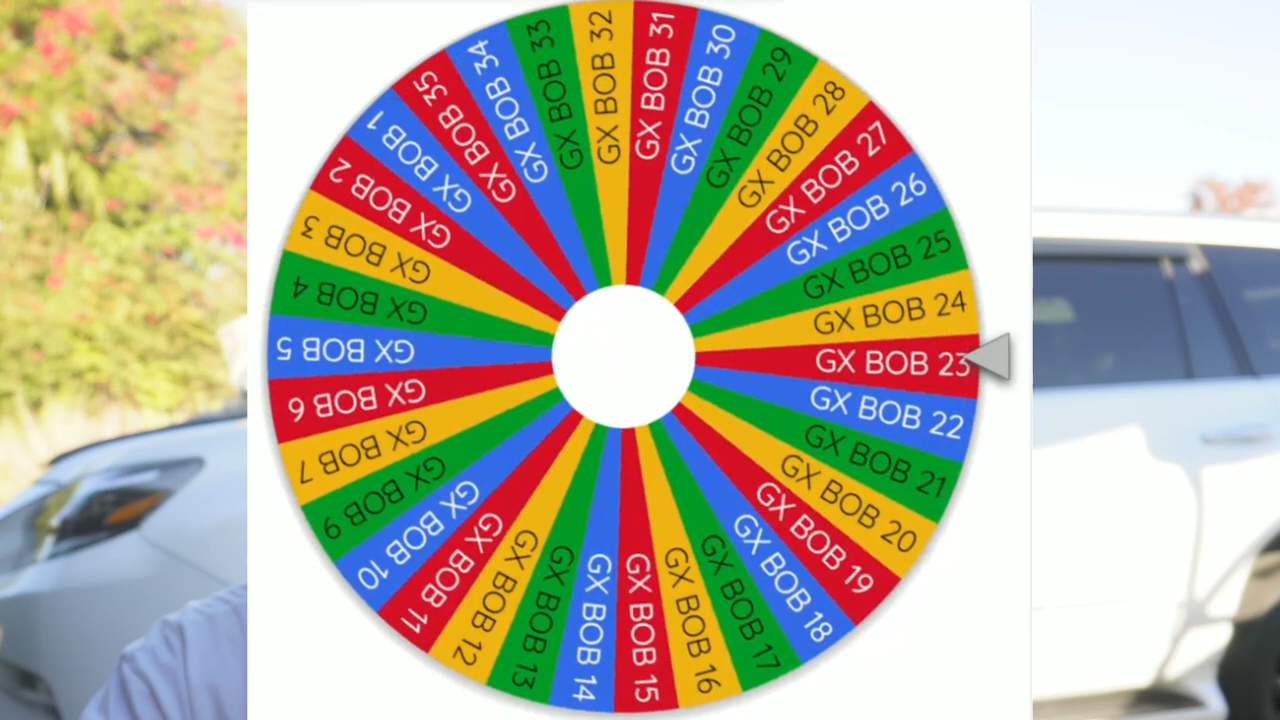 GX BOB 1
GX BOB 2
GX BOB 3
GX BOB 4
GX BOB 5
GX BOB 6
GX BOB 7
GX BOB 9
GX BOB 10
GX BOB 11
GX BOB 12
GX BOB 13
GX BOB 14
GX BOB 15
GX BOB 16
GX BOB 17
GX BOB 18
GX BOB 19
GX BOB 20
GX BOB 21
GX BOB 22
GX BOB 23
GX BOB 24
GX BOB 25
GX BOB 26
GX BOB 27
GX BOB 28
GX BOB 29
GX BOB 30
GX BOB 31
GX BOB 32
GX BOB 33
GX BOB 34
GX BOB 35